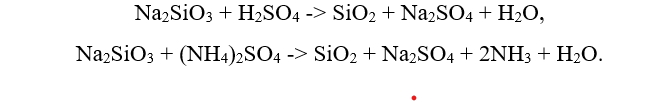 Na₂SiO₃ + H₂SO₄ -> SiO₂ + Na₂SO₄ + H₂O,
Na₂SiO₃ + (NH₄)₂SO₄ -> SiO₂ + Na₂SO₄ + 2NH₃ + H₂O.